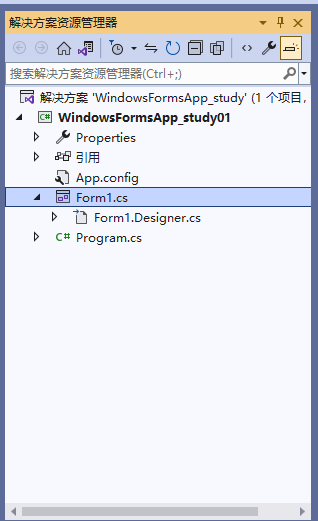 解决方案资源管理器
搜索解决方案资源管理器(Ctrl+;)
解决方案 'WindowsFormsApp_study' (1 个项目,
C# WindowsFormsApp_study01
Properties
引用
App.config
Form1.cs
Form1.Designer.cs
C# Program.cs